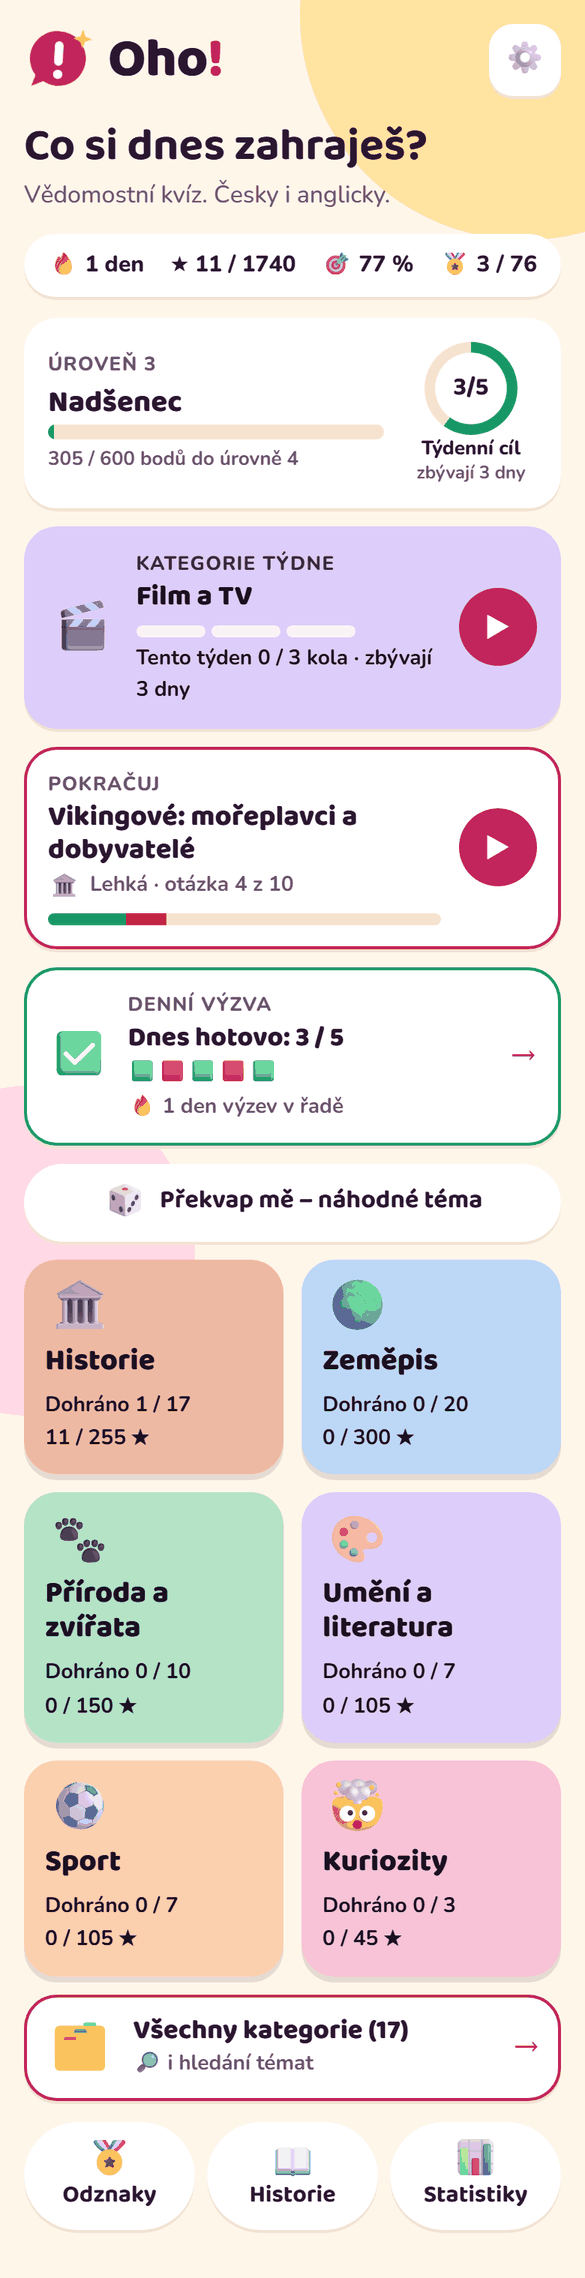 Oho!
Co si dnes zahraješ?
Vědomostní kvíz. Česky i anglicky.
1 den ★ 11 / 1740 77 % 3 / 76
ÚROVEŇ 3
Nadšenec
305 / 600 bodů do úrovně 4
3/5
Týdenní cíl
zbývají 3 dny
KATEGORIE TÝDNE
Film a TV
Tento týden 0 / 3 kola · zbývají
3 dny
POKRAČUJ
Vikingové: mořeplavci a
dobyvatelé
Lehká · otázka 4 z 10
DENNÍ VÝZVA
Dnes hotovo: 3 / 5
1 den výzev v řadě
→
Překvap mě – náhodné téma
Historie
Dohráno 1 / 17
11 / 255 ★
Zeměpis
Dohráno 0 / 20
0 / 300 ★
Příroda a
zvířata
Dohráno 0 / 10
0 / 150 ★
Umění a
literatura
Dohráno 0 / 7
0 / 105 ★
Sport
Dohráno 0 / 7
0 / 105 ★
Kuriozity
Dohráno 0 / 3
0 / 45 ★
Všechny kategorie (17)
i hledání témat
→
Odznaky
Historie
Statistiky